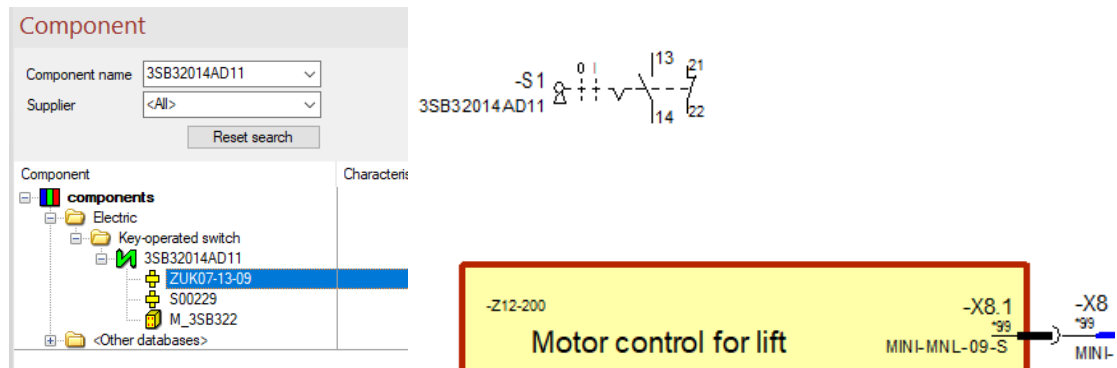 Component
Component name 3SB32014AD11
Supplier <All>
Reset search
Component Characteris
components
Electric
Key-operated switch
3SB32014AD11
ZUK07-13-09
S00229
M_3SB322
<Other databases>
-S1
3SB32014AD11
0 I
13
21
14
22
-Z12-200
Motor control for lift
-X8.1
*99
MINI-MNL-09-S
-X8
*99
MINI-